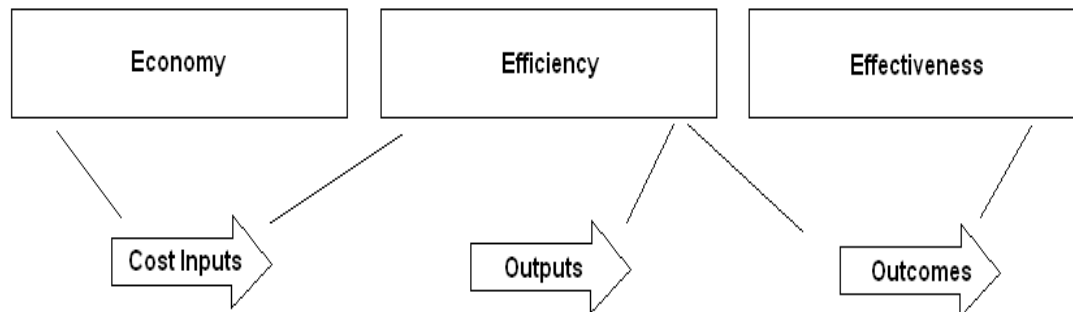 Economy
Efficiency
Effectiveness
Cost Inputs
Outputs
Outcomes